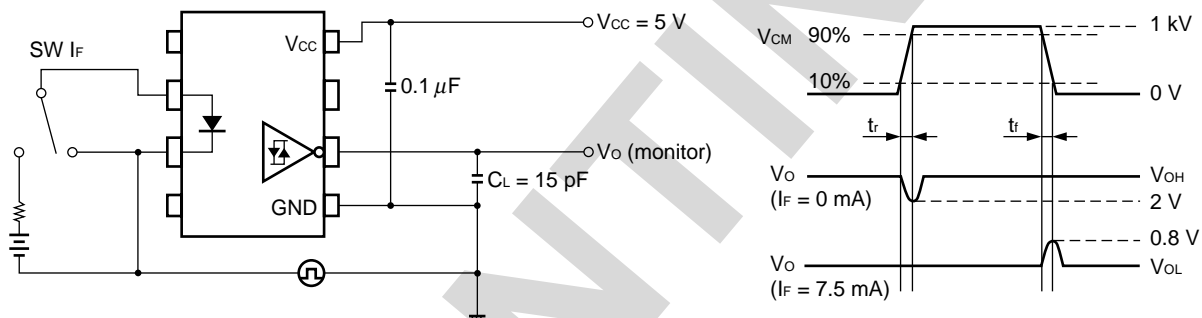 SW IF
VCC
VCC = 5 V
0.1 μF
VO (monitor)
CL = 15 pF
GND
VCM
90%
10%
1 kV
0 V
tr
tf
VO
(IF = 0 mA)
VOH
2 V
0.8 V
VO
(IF = 7.5 mA)
VOL